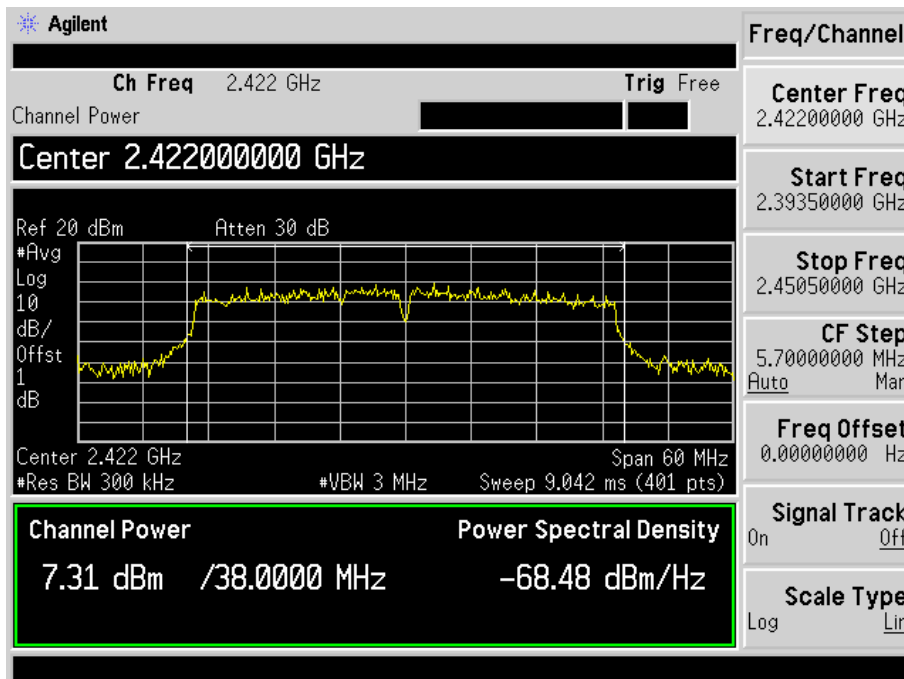 Agilent
Ch Freq 2.422 GHz Trig Free
Channel Power
Center 2.422000000 GHz
Ref 20 dBm Atten 30 dB
#Avg
Log
10
dB/
Offst
1
dB
Center 2.422 GHz Span 60 MHz
#Res BW 300 kHz #VBW 3 MHz Sweep 9.042 ms (401 pts)
Channel Power Power Spectral Density
7.31 dBm /38.0000 MHz -68.48 dBm/Hz
Freq/Channel
Center Freq
2.42200000 GHz
Start Freq
2.39350000 GHz
Stop Freq
2.45050000 GHz
CF Step
5.70000000 MHz
Auto Man
Freq Offset
0.00000000 Hz
Signal Track
On Off
Scale Type
Log Lin